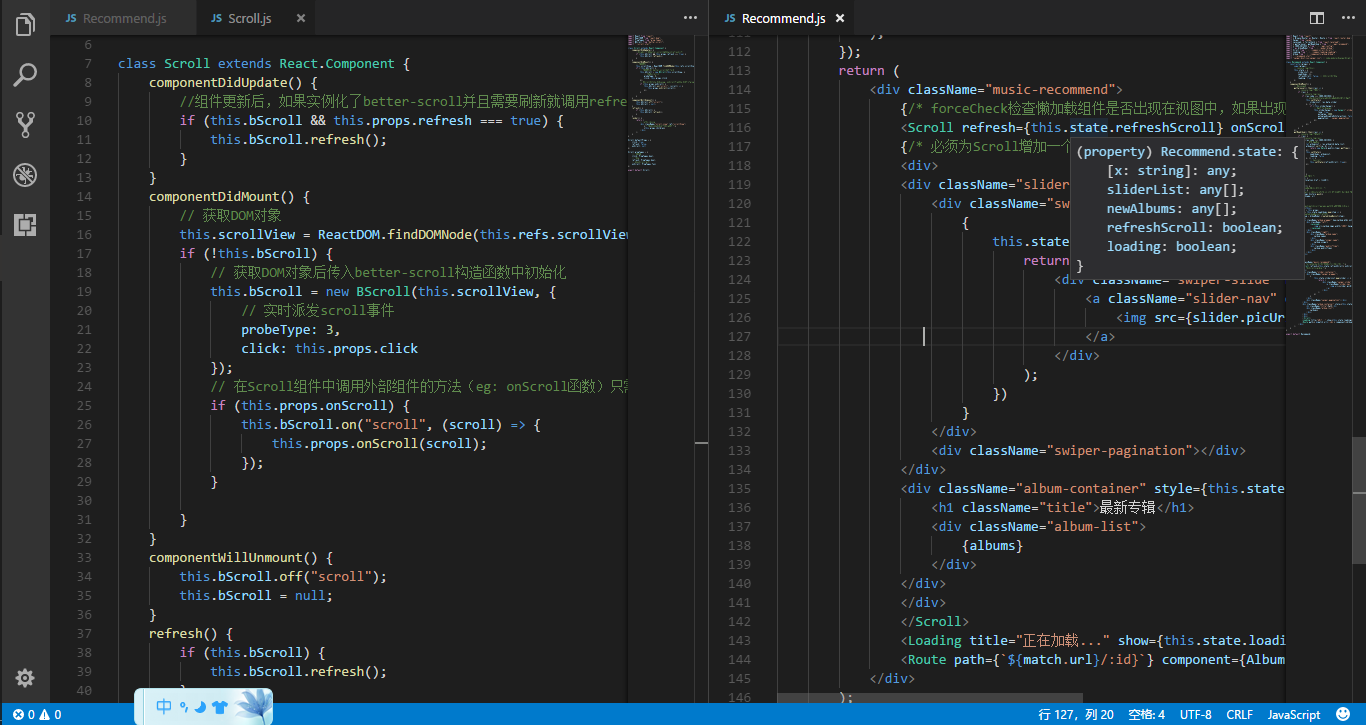 JS Recommend.js
JS Scroll.js ×
6
7 class Scroll extends React.Component {
8 componentDidUpdate() {
9 //组件更新后，如果实例化了better-scroll并且需要刷新就调用refre
10 if (this.bScroll && this.props.refresh === true) {
11 this.bScroll.refresh();
12 }
13 }
14 componentDidMount() {
15 // 获取DOM对象
16 this.scrollView = ReactDOM.findDOMNode(this.refs.scrollView
17 if (!this.bScroll) {
18 // 获取DOM对象后传入better-scroll构造函数中初始化
19 this.bScroll = new BScroll(this.scrollView, {
20 // 实时派发scroll事件
21 probeType: 3,
22 click: this.props.click
23 });
24 // 在Scroll组件中调用外部组件的方法（eg: onScroll函数）只需
25 if (this.props.onScroll) {
26 this.bScroll.on("scroll", (scroll) => {
27 this.props.onScroll(scroll);
28 });
29 }
30
31 }
32 }
33 componentWillUnmount() {
34 this.bScroll.off("scroll");
35 this.bScroll = null;
36 }
37 refresh() {
38 if (this.bScroll) {
39 this.bScroll.refresh();
40 }
JS Recommend.js ×
112 });
113 return (
114 <div className="music-recommend">
115 {/* forceCheck检查懒加载组件是否出现在视图中，如果出现
116 <Scroll refresh={this.state.refreshScroll} onScrol
117 {/* 必须为Scroll增加一个
118 <div>
119 <div className="slider
120 <div className="sw
121 {
122 this.state
123 return
124 <div className="swiper-slide"
125 <a className="slider-nav"
126 <img src={slider.picUr
127 </a>
128 </div>
129 );
130 })
131 }
132 </div>
133 <div className="swiper-pagination"></div>
134 </div>
135 <div className="album-container" style={this.state
136 <h1 className="title">最新专辑</h1>
137 <div className="album-list">
138 {albums}
139 </div>
140 </div>
141 </div>
142 </Scroll>
143 <Loading title="正在加载..." show={this.state.loadi
144 <Route path={`${match.url}/:id`} component={Album
145 </div>
146 );
(property) Recommend.state: {
[x: string]: any;
sliderList: any[];
newAlbums: any[];
refreshScroll: boolean;
loading: boolean;
}
中
0 0
行 127，列 20 空格: 4 UTF-8 CRLF JavaScript